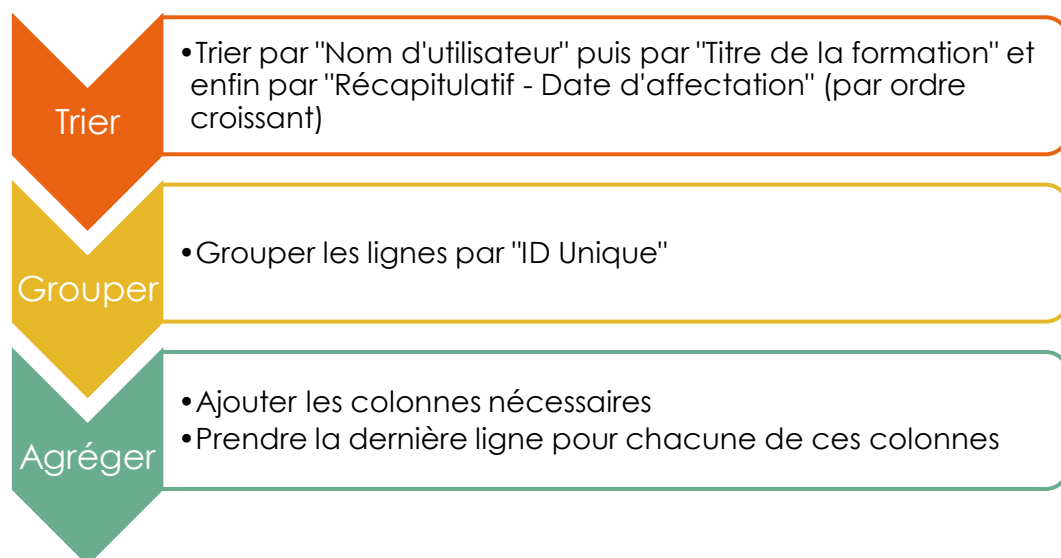 Trier
•Trier par "Nom d'utilisateur" puis par "Titre de la formation" et
enfin par "Récapitulatif - Date d'affectation" (par ordre
croissant)
Grouper
•Grouper les lignes par "ID Unique"
Agréger
•Ajouter les colonnes nécessaires
•Prendre la dernière ligne pour chacune de ces colonnes